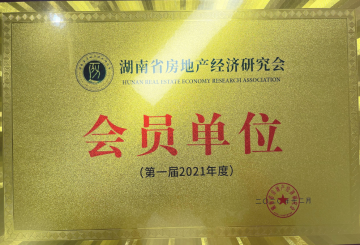 湖南省房地产经济研究会
HUNAN REAL ESTATE ECONOMY RESEARCH ASSOCIATION
会员单位
（第一届2021年度）